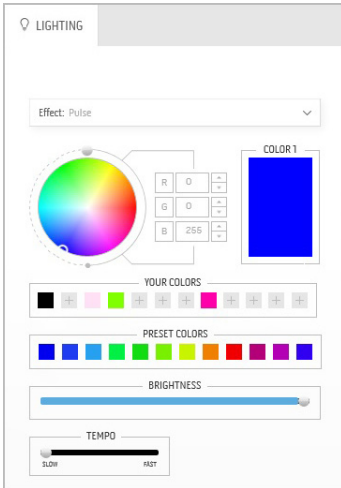 LIGHTING
Effect: Pulse
COLOR 1
R 0
G 0
B 255
YOUR COLORS
PRESET COLORS
BRIGHTNESS
TEMPO
SLOW FAST